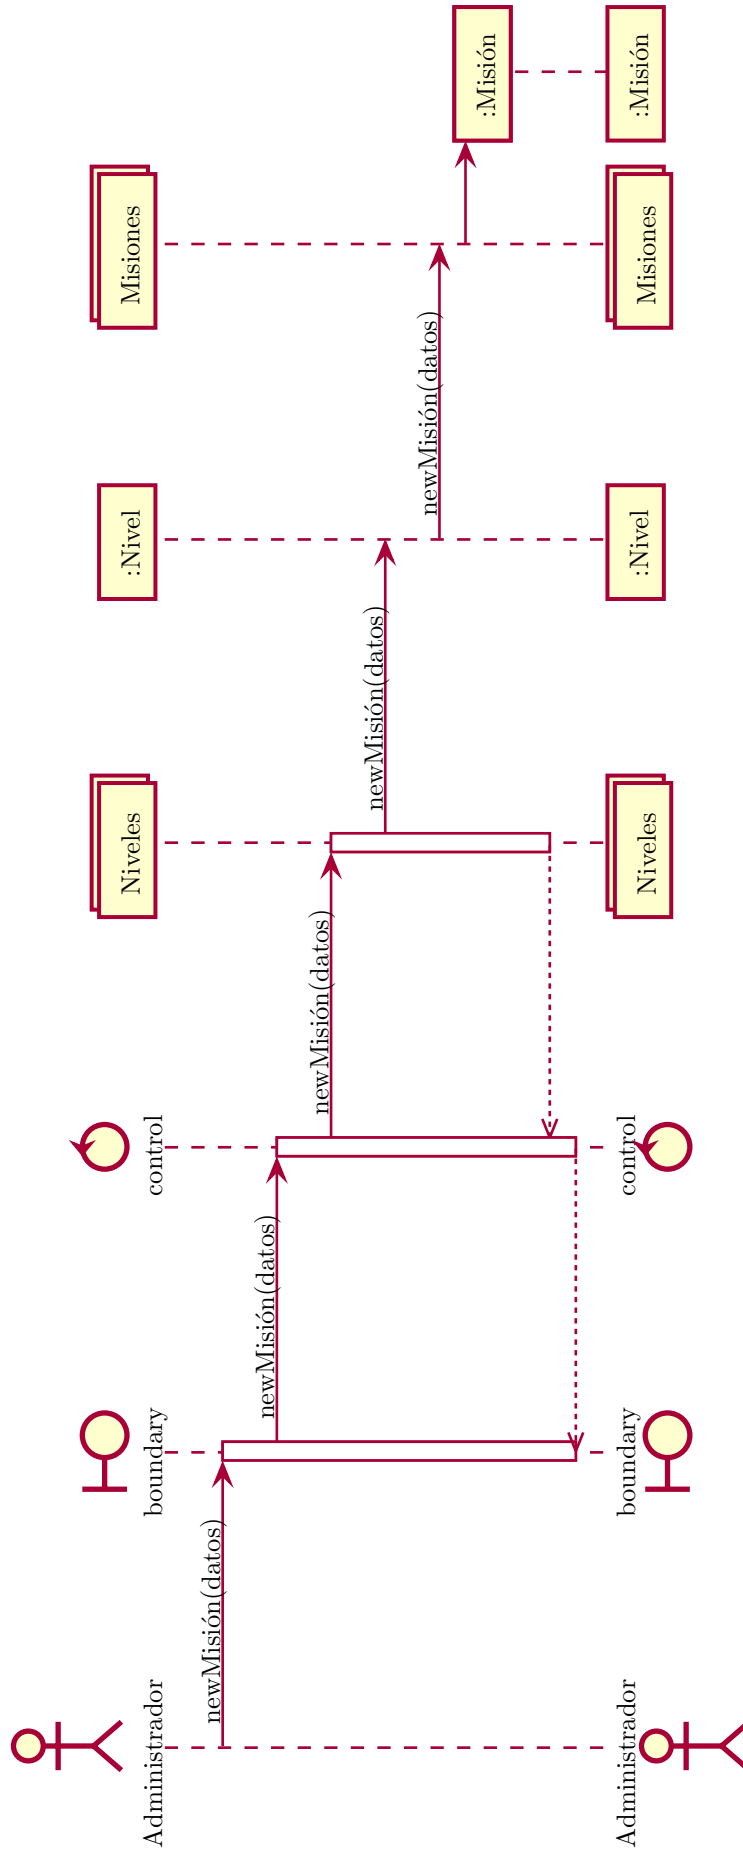 Administrador
boundary
control
Niveles
:Nivel
Misiones
newMisión(datos)
newMisión(datos)
newMisión(datos)
newMisión(datos)
newMisión(datos)
:Misión
Administrador
boundary
control
Niveles
:Nivel
Misiones
:Misión